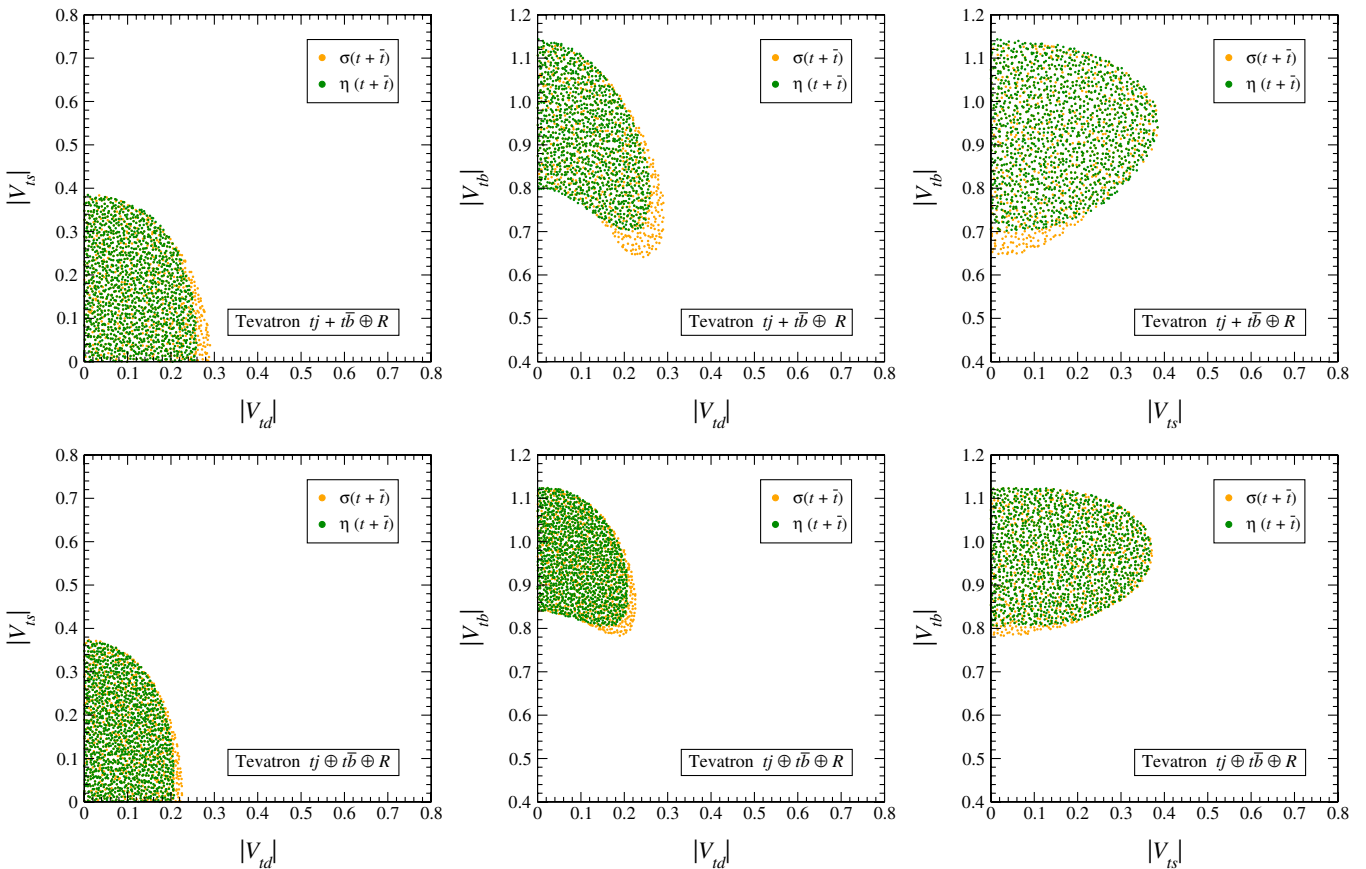 0.8
0.7
0.6
0.5
0.4
0.3
0.2
0.1
0
|V_ts|
σ(t + t̄)
η (t + t̄)
Tevatron tj + tb̄ ⊕ R
0 0.1 0.2 0.3 0.4 0.5 0.6 0.7 0.8
|V_td|
1.2
1.1
1.0
0.9
0.8
0.7
0.6
0.5
0.4
|V_tb|
σ(t + t̄)
η (t + t̄)
Tevatron tj + tb̄ ⊕ R
0 0.1 0.2 0.3 0.4 0.5 0.6 0.7 0.8
|V_td|
1.2
1.1
1.0
0.9
0.8
0.7
0.6
0.5
0.4
|V_tb|
σ(t + t̄)
η (t + t̄)
Tevatron tj + tb̄ ⊕ R
0 0.1 0.2 0.3 0.4 0.5 0.6 0.7 0.8
|V_ts|
0.8
0.7
0.6
0.5
0.4
0.3
0.2
0.1
0
|V_ts|
σ(t + t̄)
η (t + t̄)
Tevatron tj ⊕ tb̄ ⊕ R
0 0.1 0.2 0.3 0.4 0.5 0.6 0.7 0.8
|V_td|
1.2
1.1
1.0
0.9
0.8
0.7
0.6
0.5
0.4
|V_tb|
σ(t + t̄)
η (t + t̄)
Tevatron tj ⊕ tb̄ ⊕ R
0 0.1 0.2 0.3 0.4 0.5 0.6 0.7 0.8
|V_td|
1.2
1.1
1.0
0.9
0.8
0.7
0.6
0.5
0.4
|V_tb|
σ(t + t̄)
η (t + t̄)
Tevatron tj ⊕ tb̄ ⊕ R
0 0.1 0.2 0.3 0.4 0.5 0.6 0.7 0.8
|V_ts|